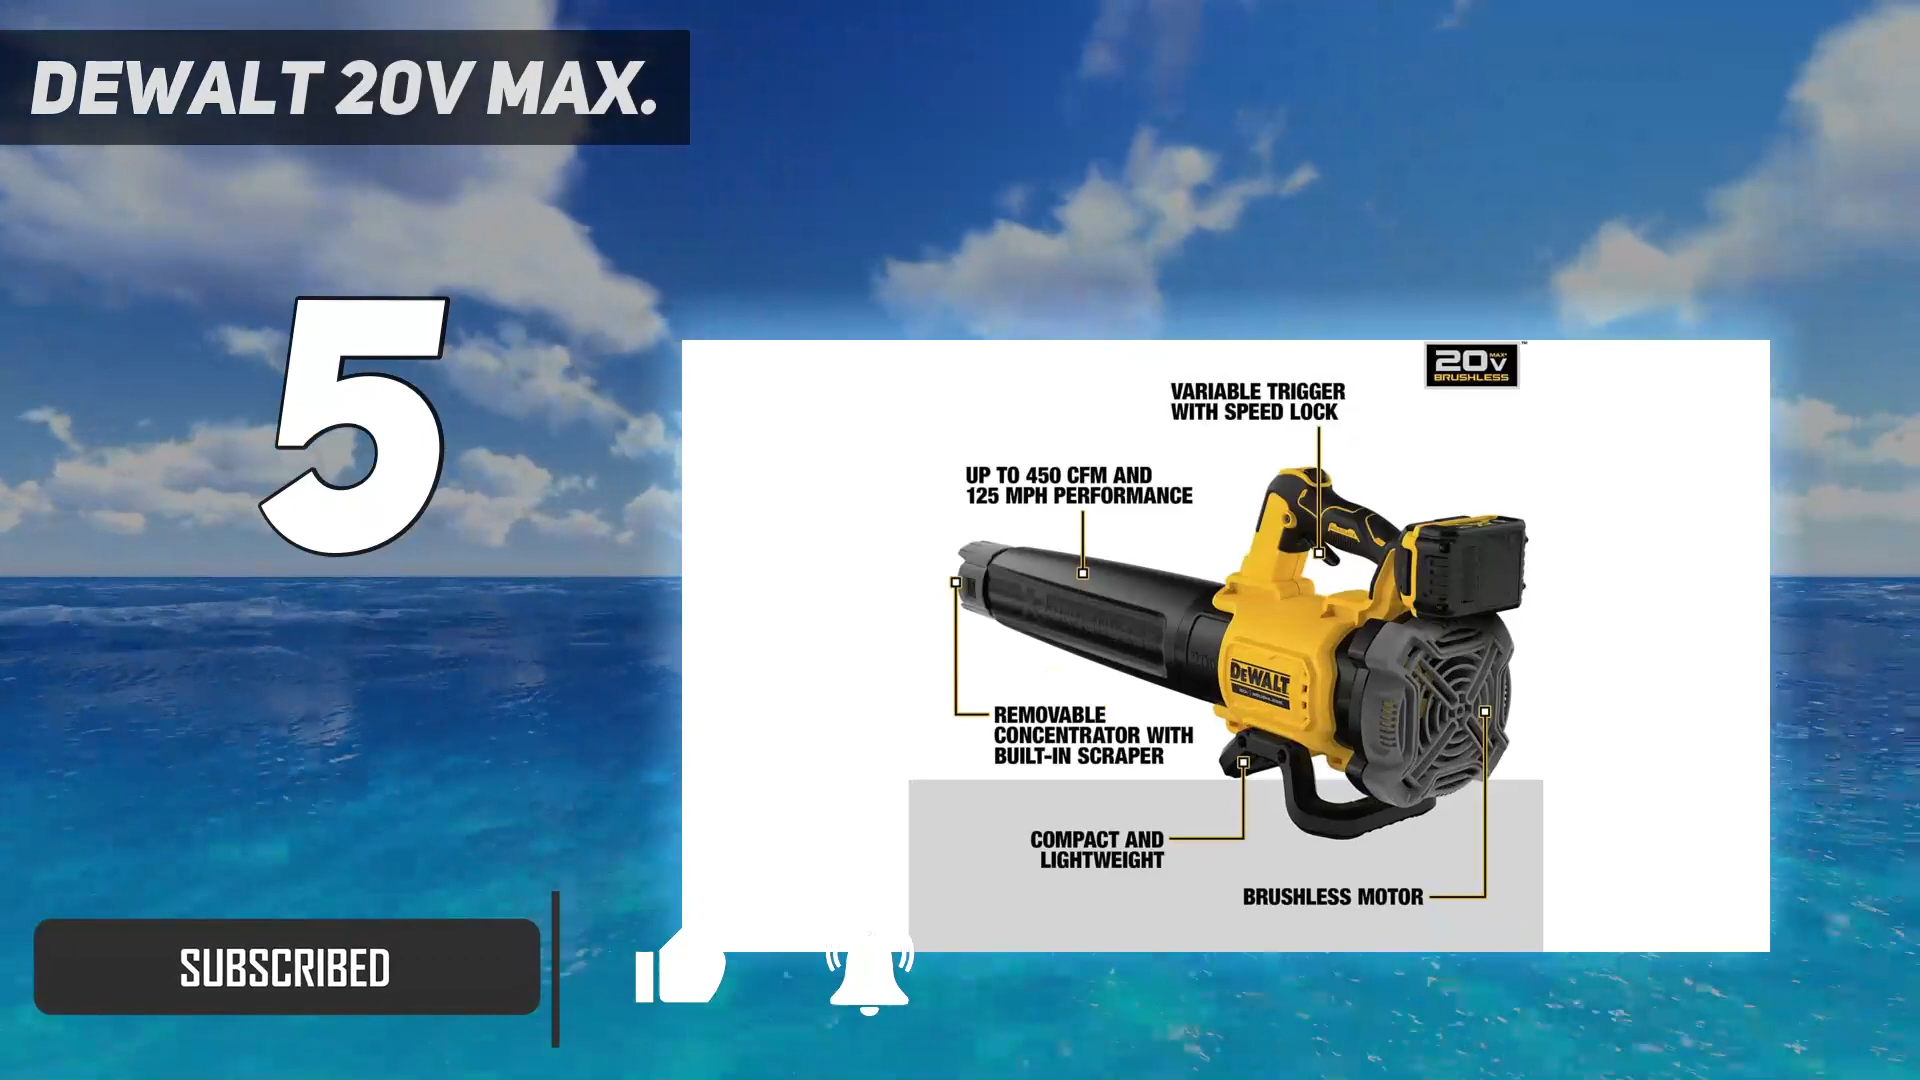 DEWALT 20V MAX.
5
20V MAX*
BRUSHLESS
VARIABLE TRIGGER
WITH SPEED LOCK
UP TO 450 CFM AND
125 MPH PERFORMANCE
DEWALT
REMOVABLE
CONCENTRATOR WITH
BUILT-IN SCRAPER
COMPACT AND
LIGHTWEIGHT
BRUSHLESS MOTOR
SUBSCRIBED